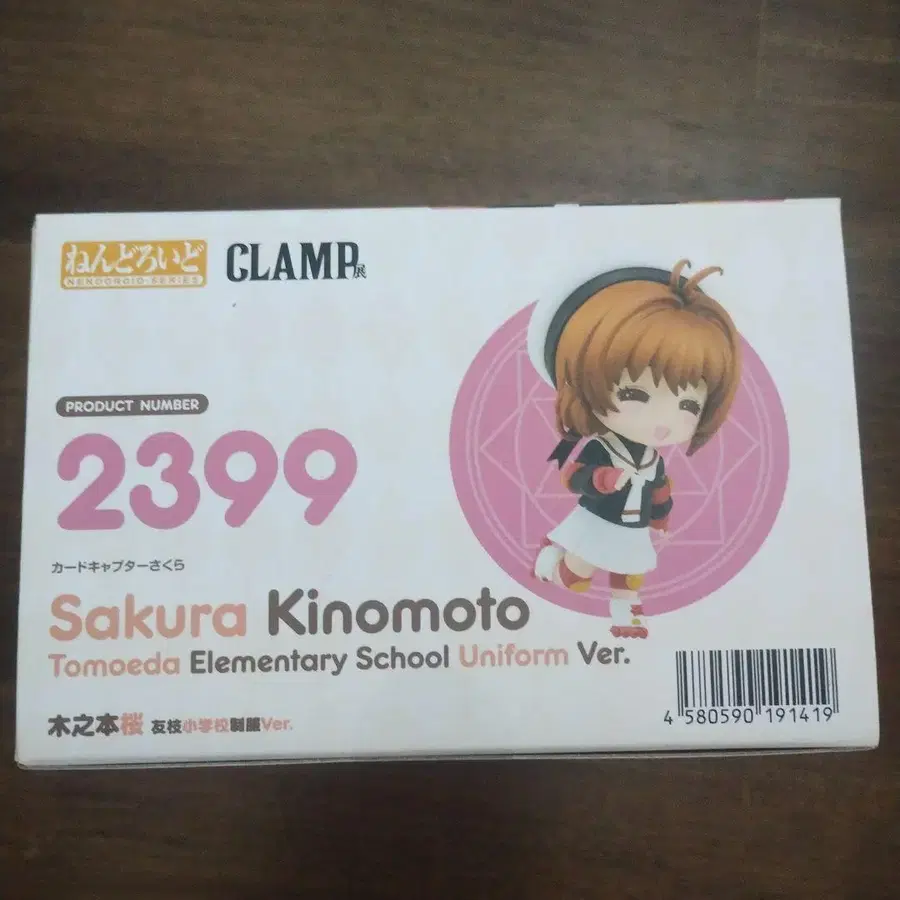 ねんどろいど
NENDOROID SERIES
CLAMP展
PRODUCT NUMBER
2399
カードキャプターさくら
Sakura Kinomoto
Tomoeda Elementary School Uniform Ver.
木之本桜 友枝小学校制服Ver.
4 580590 191419